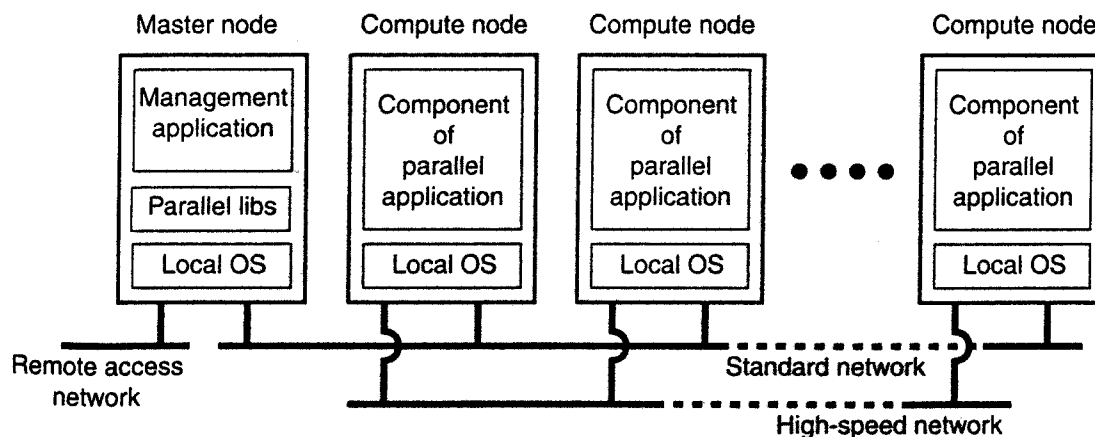 Master node
Compute node
Compute node
Compute node
Management
application
Parallel libs
Local OS
Component
of
parallel
application
Local OS
Component
of
parallel
application
Local OS
Component
of
parallel
application
Local OS
Remote access
network
Standard network
High-speed network